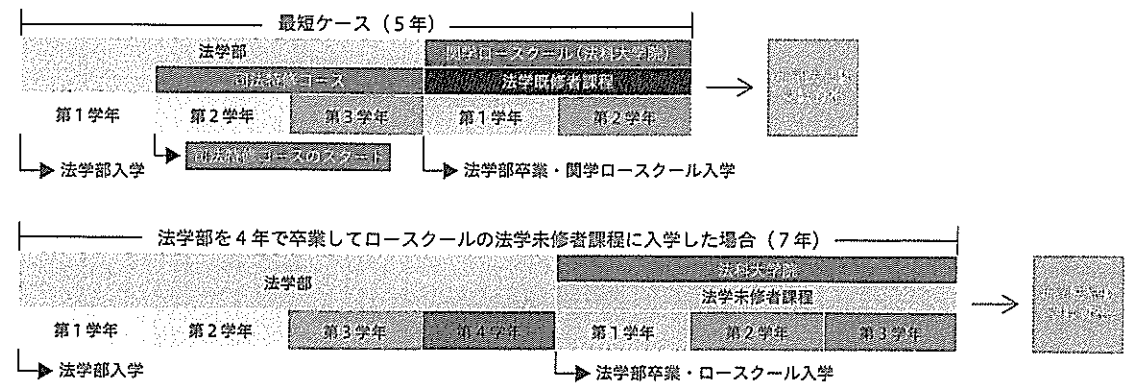 最短ケース（5年）
法学部
関学ロースクール（法科大学院）
司法特修コース
法学既修者課程
第1学年
第2学年
第3学年
第1学年
第2学年
法学部入学
司法特修コースのスタート
法学部卒業・関学ロースクール入学
法学部を4年で卒業してロースクールの法学未修者課程に入学した場合（7年）
法学部
法科大学院
法学未修者課程
第1学年
第2学年
第3学年
第4学年
第1学年
第2学年
第3学年
法学部入学
法学部卒業・ロースクール入学